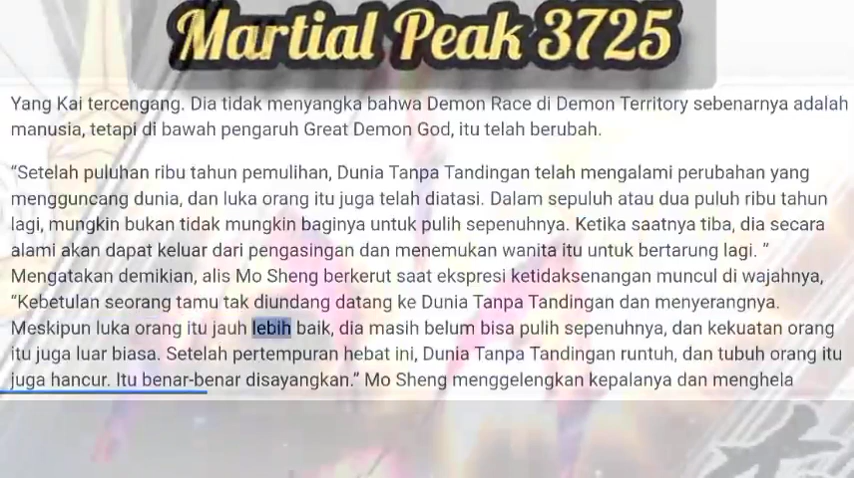 Martial Peak 3725
Yang Kai tercengang. Dia tidak menyangka bahwa Demon Race di Demon Territory sebenarnya adalah
manusia, tetapi di bawah pengaruh Great Demon God, itu telah berubah.
“Setelah puluhan ribu tahun pemulihan, Dunia Tanpa Tandingan telah mengalami perubahan yang
mengguncang dunia, dan luka orang itu juga telah diatasi. Dalam sepuluh atau dua puluh ribu tahun
lagi, mungkin bukan tidak mungkin baginya untuk pulih sepenuhnya. Ketika saatnya tiba, dia secara
alami akan dapat keluar dari pengasingan dan menemukan wanita itu untuk bertarung lagi. ”
Mengatakan demikian, alis Mo Sheng berkerut saat ekspresi ketidaksenangan muncul di wajahnya,
“Kebetulan seorang tamu tak diundang datang ke Dunia Tanpa Tandingan dan menyerangnya.
Meskipun luka orang itu jauh lebih baik, dia masih belum bisa pulih sepenuhnya, dan kekuatan orang
itu juga luar biasa. Setelah pertempuran hebat ini, Dunia Tanpa Tandingan runtuh, dan tubuh orang itu
juga hancur. Itu benar-benar disayangkan.” Mo Sheng menggelengkan kepalanya dan menghela